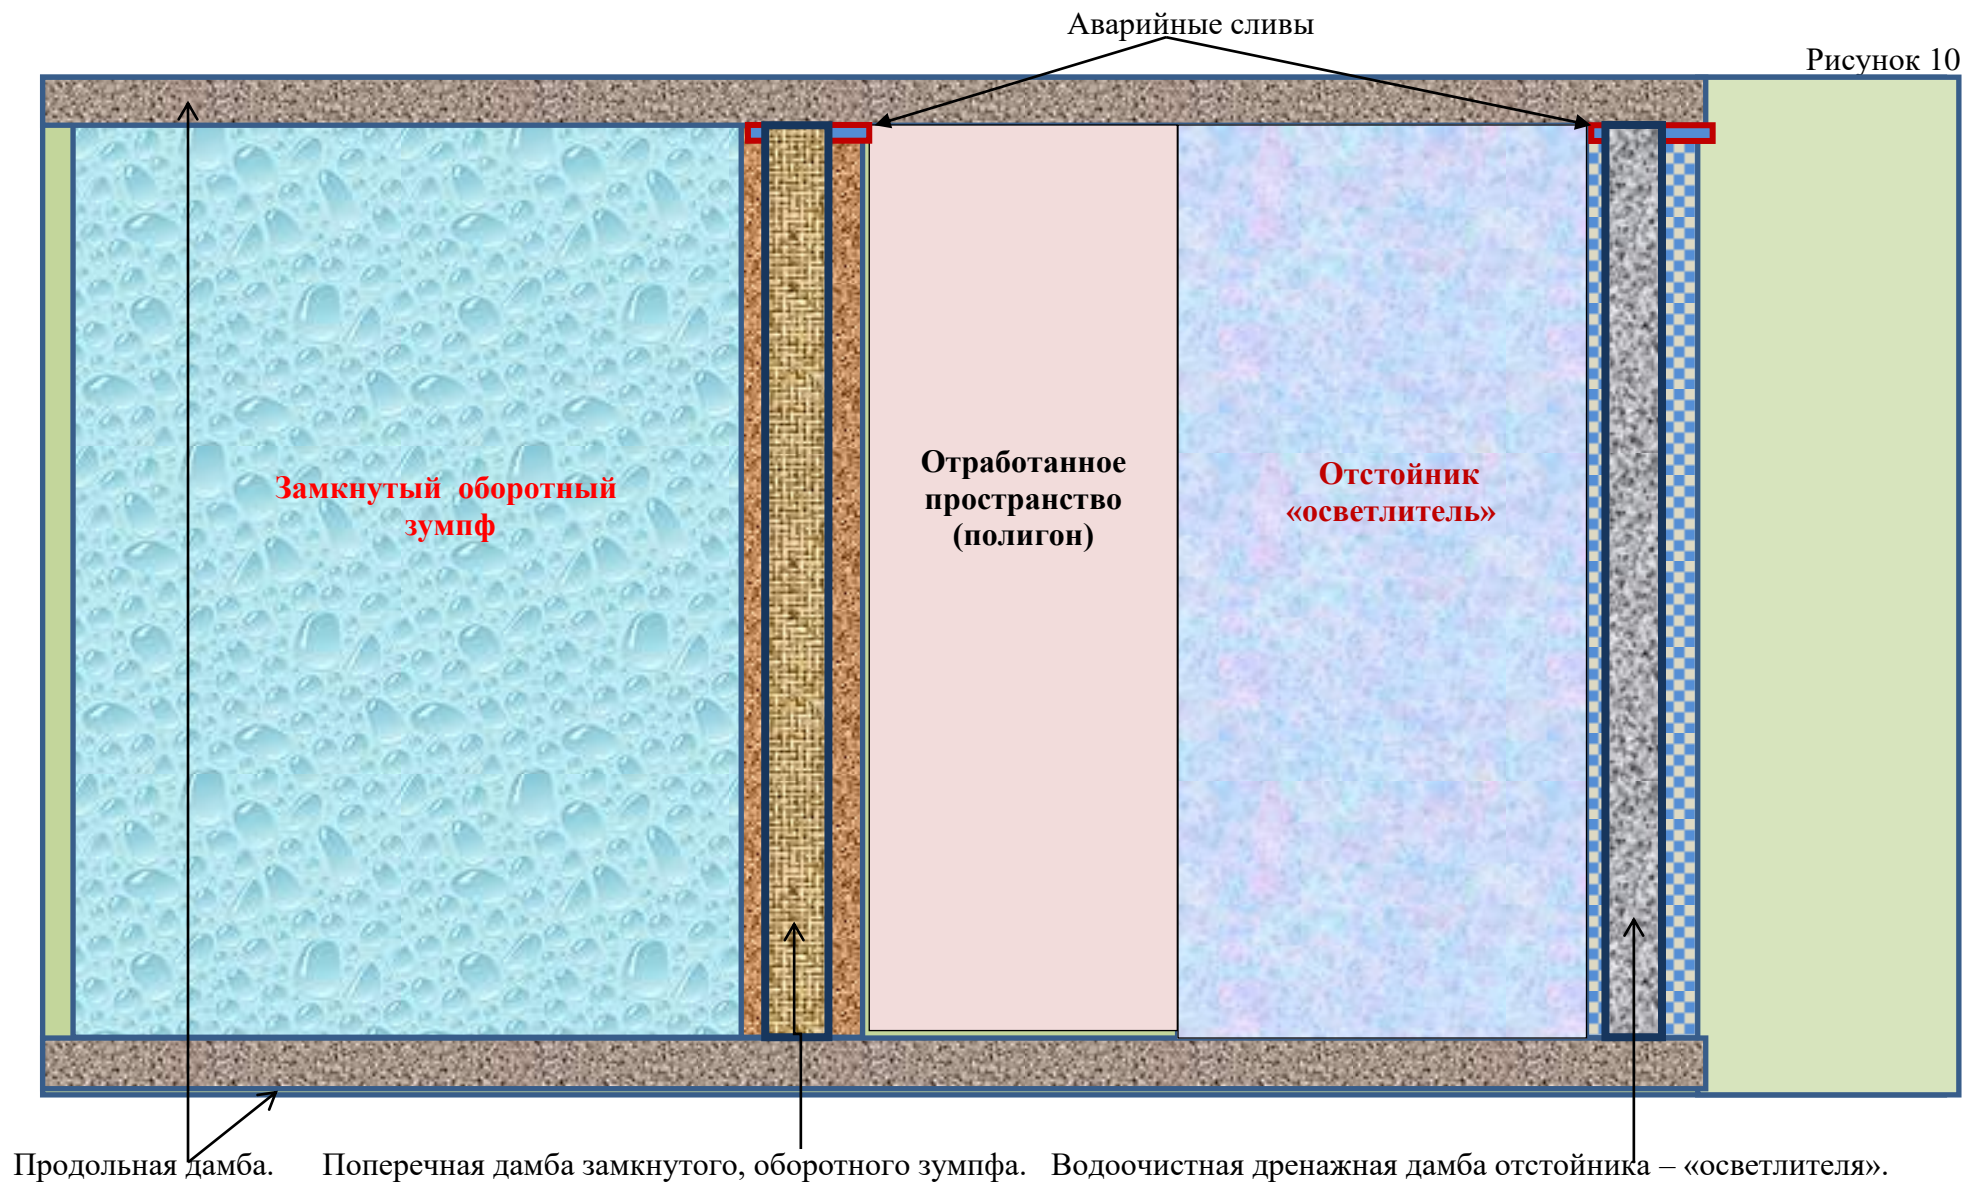 Аварийные сливы
Рисунок 10
Замкнутый оборотный
зумпф
Отработанное
пространство
(полигон)
Отстойник
«осветлитель»
Продольная дамба. Поперечная дамба замкнутого, оборотного зумпфа. Водоочистная дренажная дамба отстойника – «осветлителя».